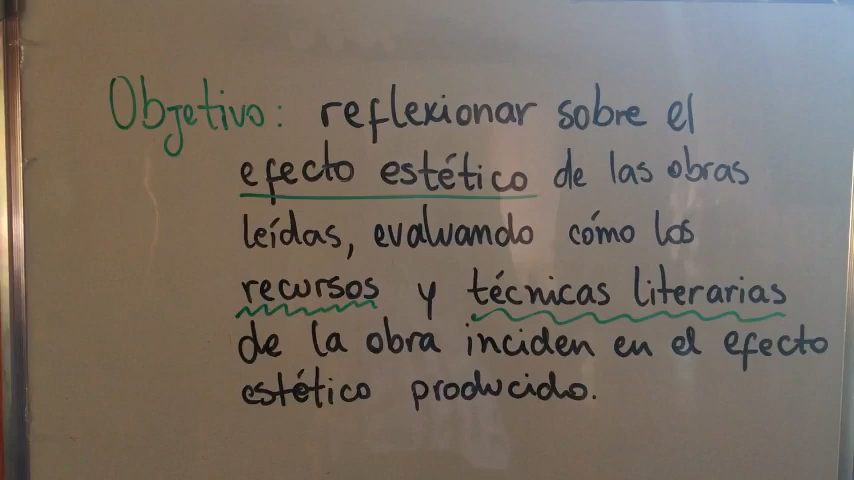 Objetivo: reflexionar sobre el
efecto estético de las obras
leídas, evaluando cómo los
recursos y técnicas literarias
de la obra inciden en el efecto
estético producido.